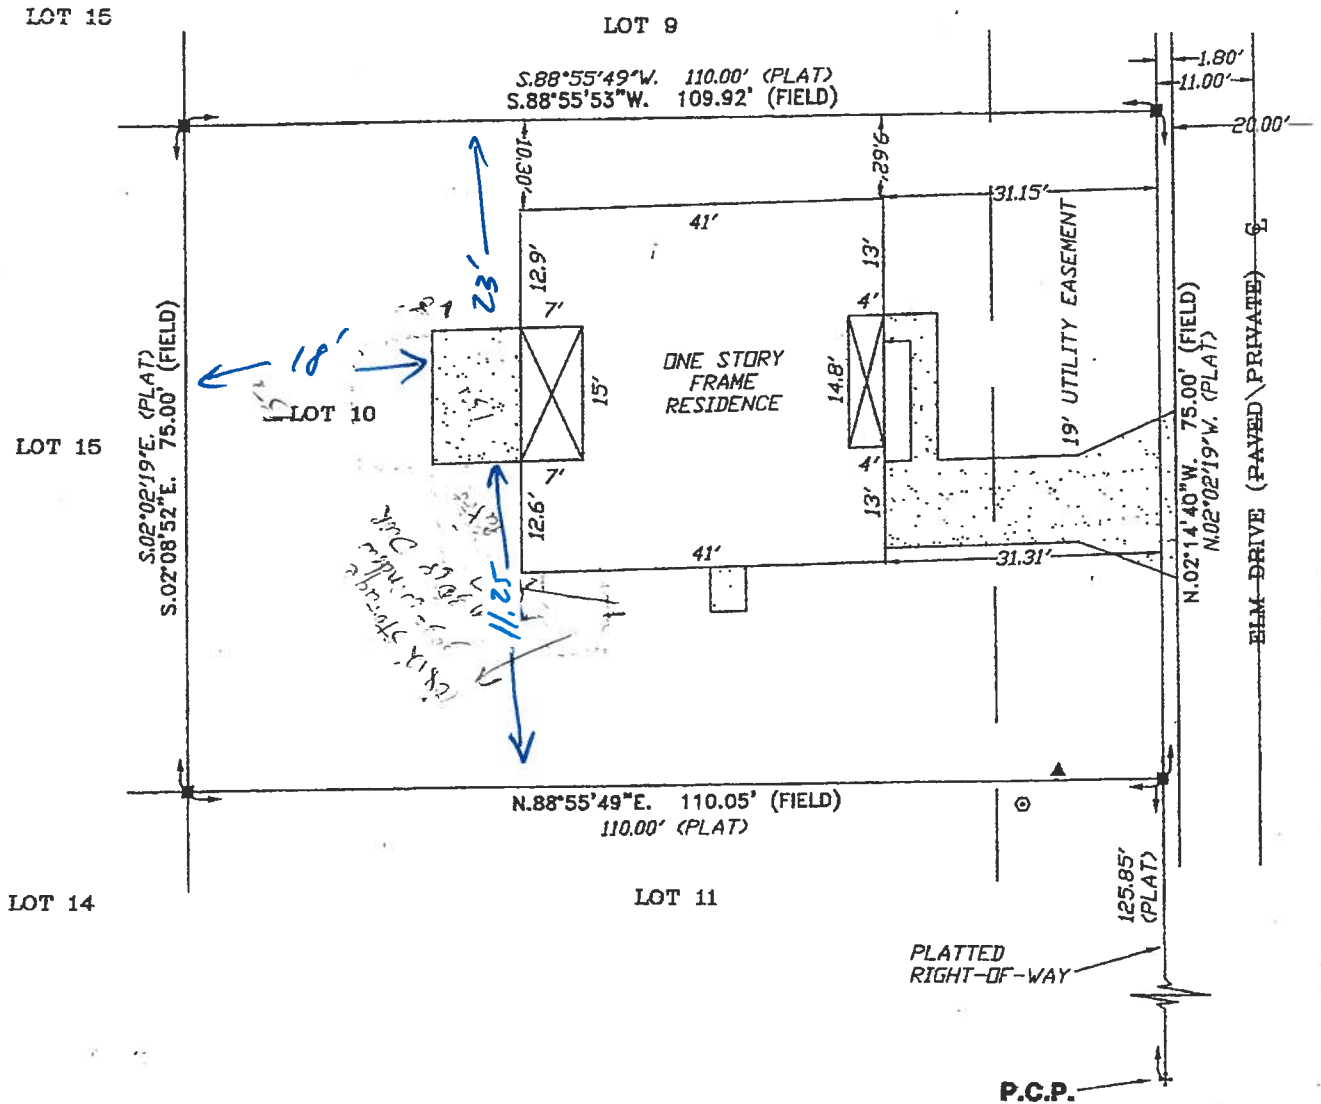 LOT 15
LOT 9
S.88°55'49"W. 110.00' (PLAT)
S.88°55'53"W. 109.92' (FIELD)
1.80'
11.00'
20.00'
10.30'
9.62'
31.15'
41'
12.9'
13'
23'
7'
4'
18'
ONE STORY
FRAME
RESIDENCE
15'
14.8'
19' UTILITY EASEMENT
LOT 10
LOT 15
S.02°02'19"E. (PLAT)
S.02°08'52"E. 75.00' (FIELD)
N.02°14'40"W. 75.00' (FIELD)
N.02°02'19"W. (PLAT)
ELM DRIVE (PAVED\PRIVATE)
7'
4'
12.6'
13'
41'
31.31'
11.25
N.88°55'49"E. 110.05' (FIELD)
110.00' (PLAT)
LOT 14
LOT 11
125.85'
(PLAT)
PLATTED
RIGHT-OF-WAY
P.C.P.